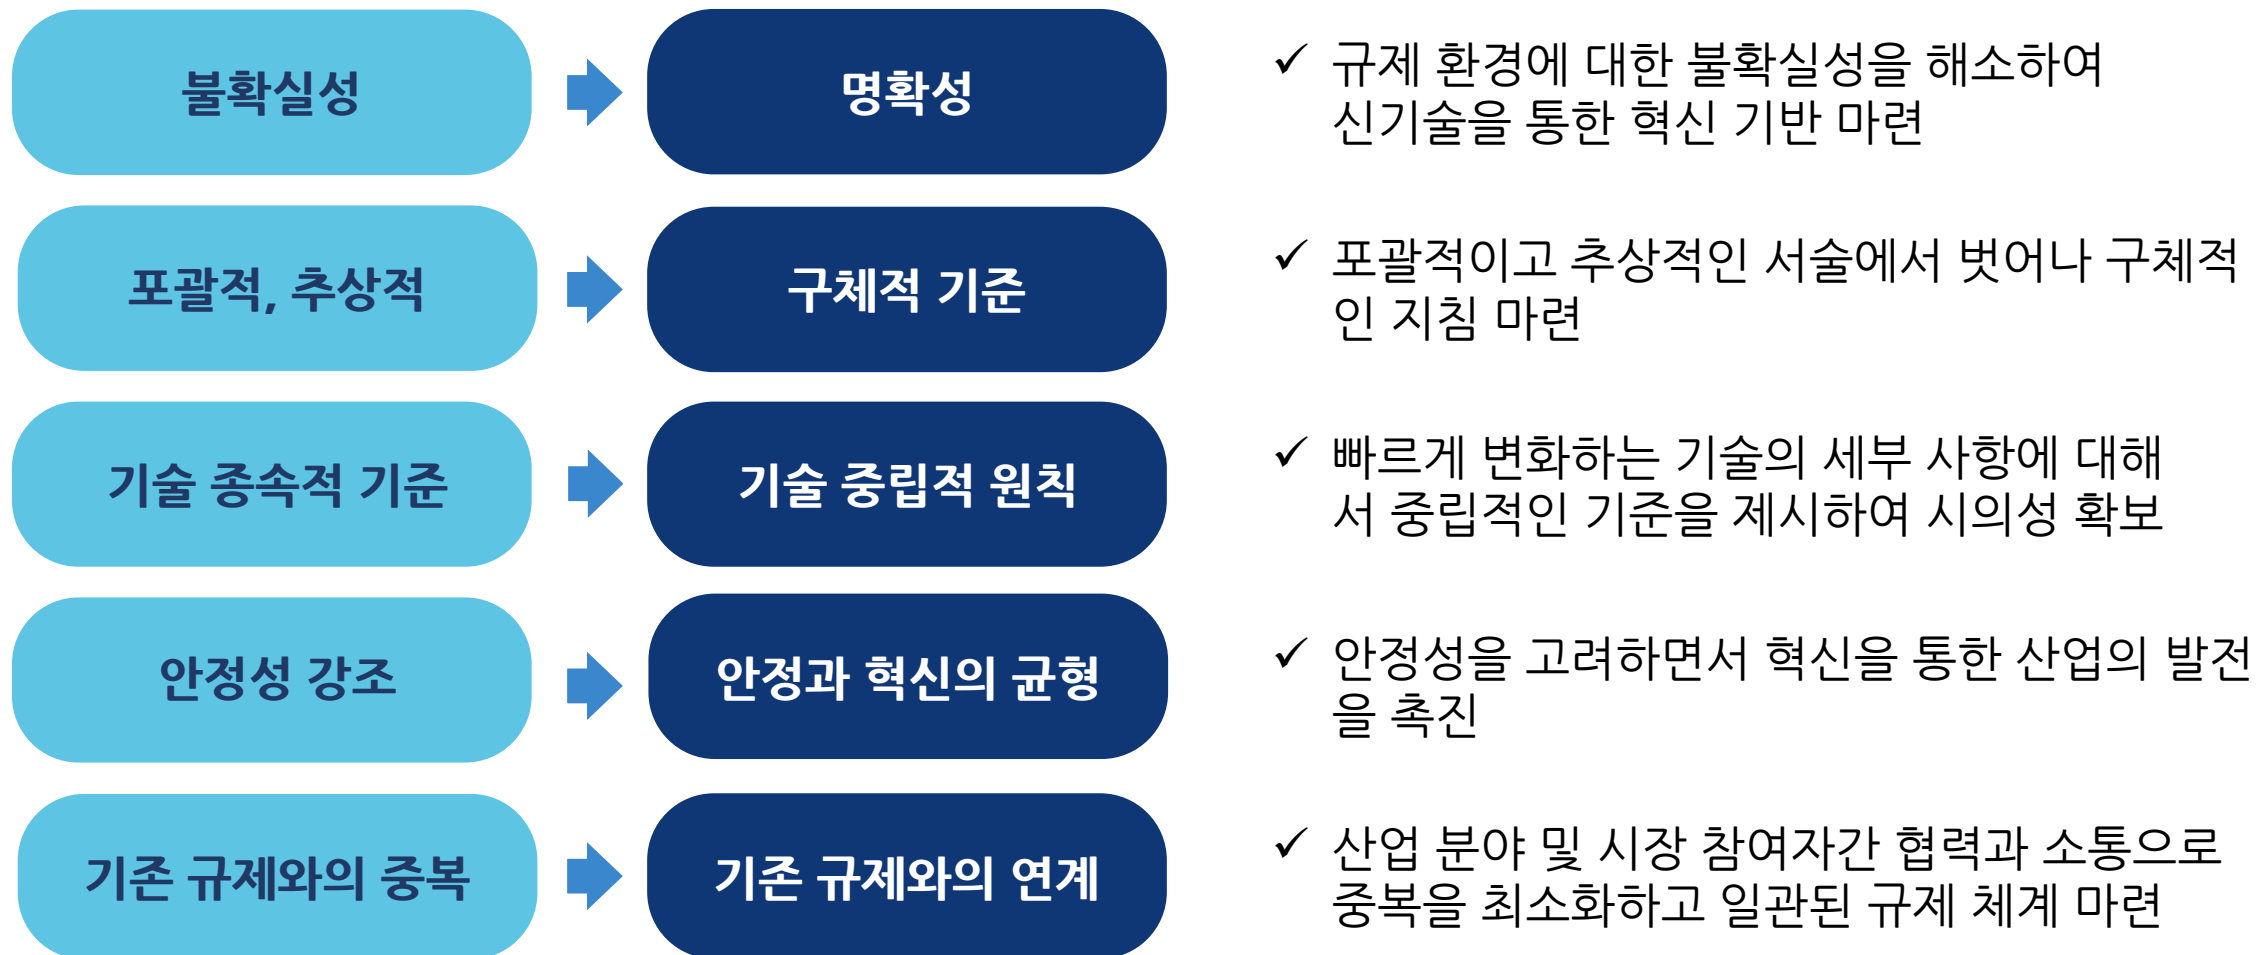 불확실성
명확성
✓ 규제 환경에 대한 불확실성을 해소하여
신기술을 통한 혁신 기반 마련
포괄적, 추상적
구체적 기준
✓ 포괄적이고 추상적인 서술에서 벗어나 구체적
인 지침 마련
기술 종속적 기준
기술 중립적 원칙
✓ 빠르게 변화하는 기술의 세부 사항에 대해
서 중립적인 기준을 제시하여 시의성 확보
안정성 강조
안정과 혁신의 균형
✓ 안정성을 고려하면서 혁신을 통한 산업의 발전
을 촉진
기존 규제와의 중복
기존 규제와의 연계
✓ 산업 분야 및 시장 참여자간 협력과 소통으로
중복을 최소화하고 일관된 규제 체계 마련